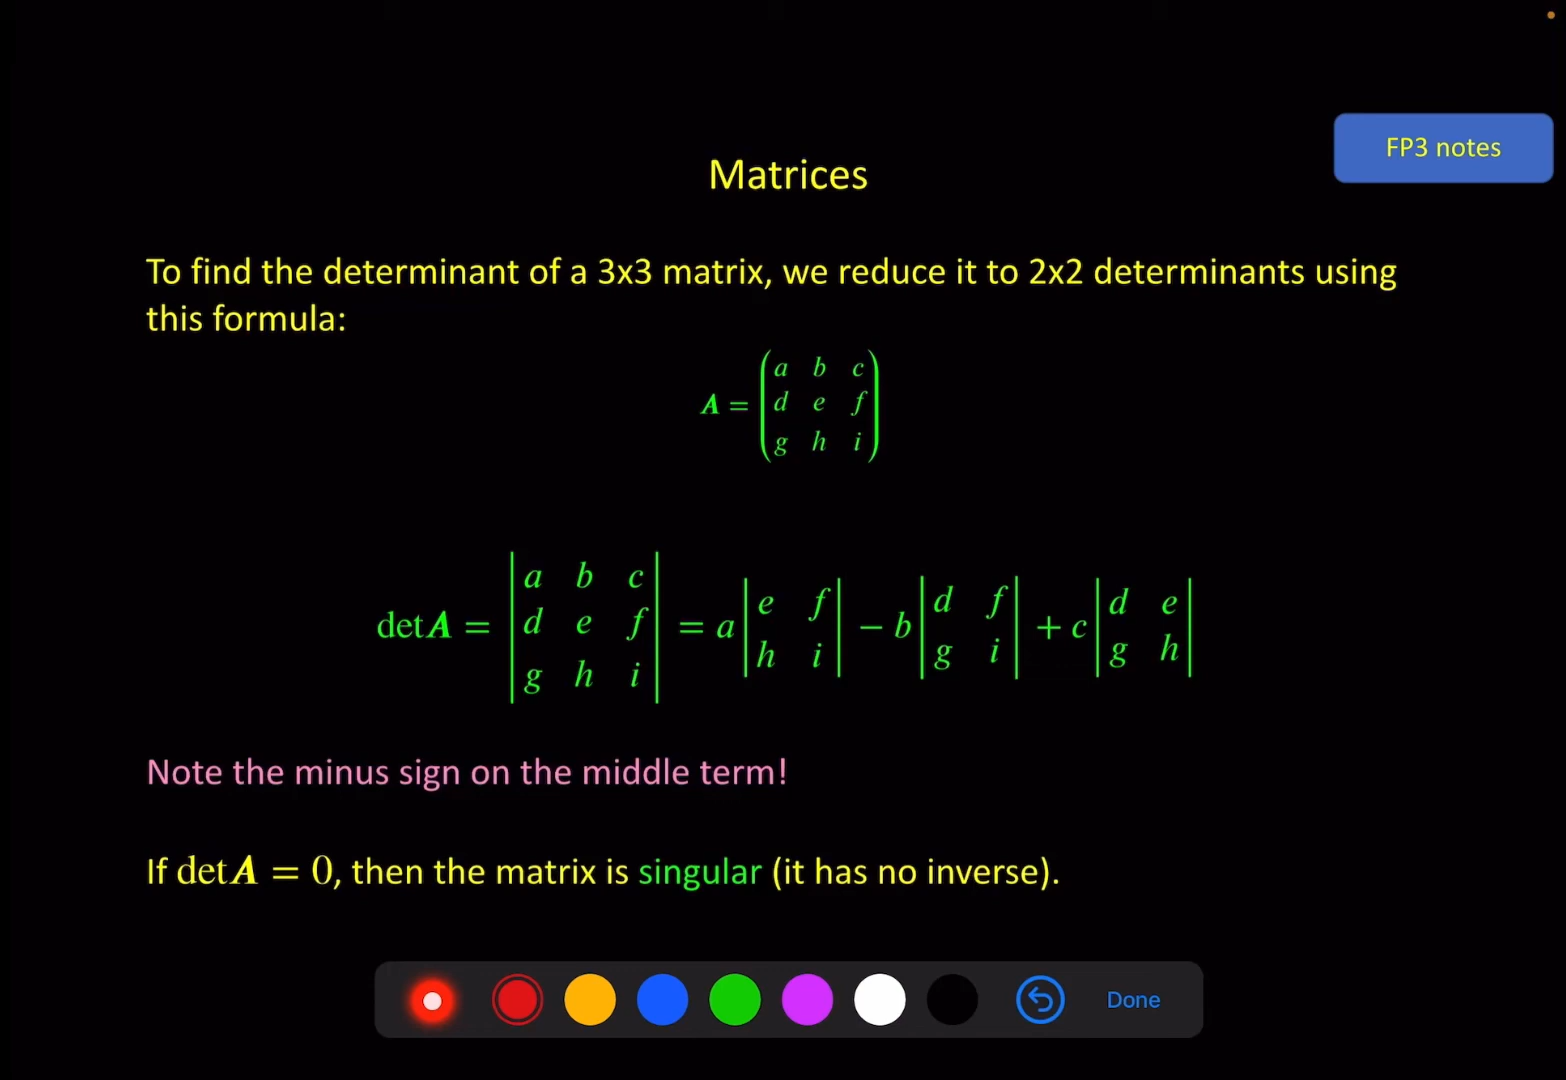 FP3 notes
Matrices
To find the determinant of a 3x3 matrix, we reduce it to 2x2 determinants using
this formula:
a b c
A = d e f
g h i
a b c
d e f
g h i
det A = = a
e f
h i
− b
d f
g i
+ c
d e
g h
Note the minus sign on the middle term!
If det A = 0, then the matrix is singular (it has no inverse).
Done